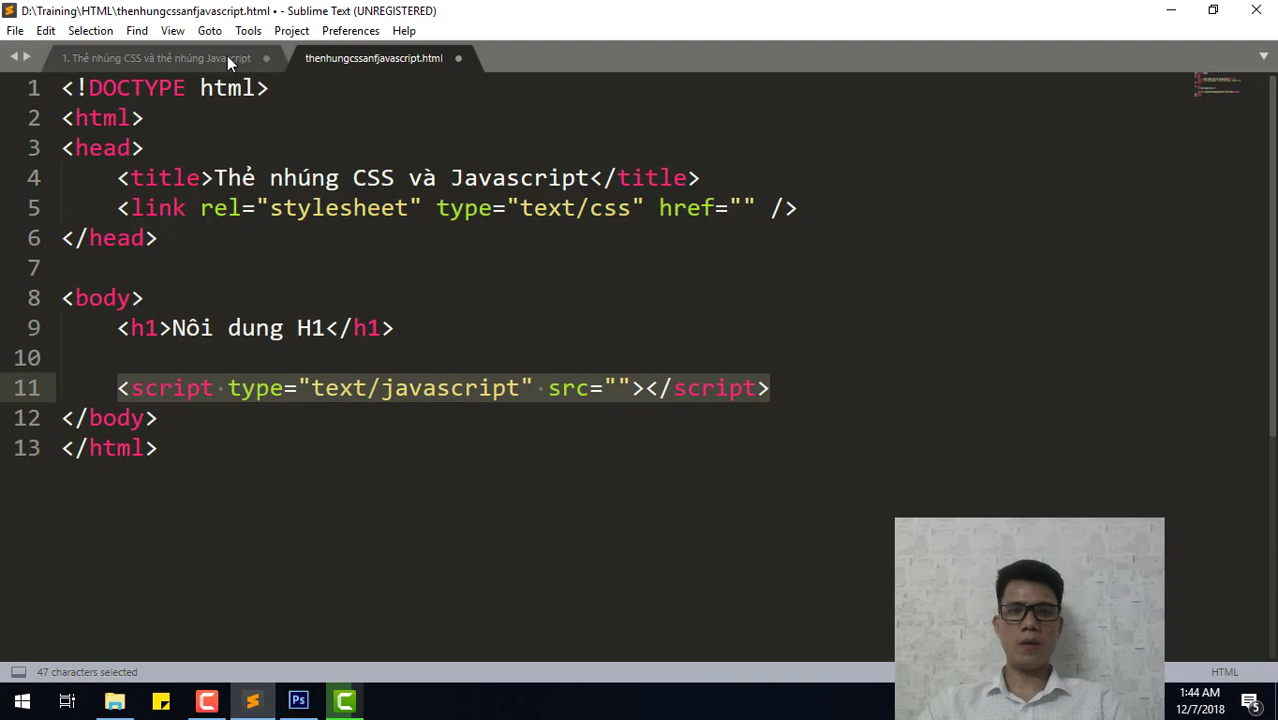 D:\Training\HTML\thenhungcssanfjavascript.html • - Sublime Text (UNREGISTERED)
File Edit Selection Find View Goto Tools Project Preferences Help
1. Thẻ nhúng CSS và thẻ nhúng Javascript thenhungcssanfjavascript.html
1 <!DOCTYPE html>
2 <html>
3 <head>
4 <title>Thẻ nhúng CSS và Javascript</title>
5 <link rel="stylesheet" type="text/css" href="" />
6 </head>
7
8 <body>
9 <h1>Nôi dung H1</h1>
10
11 <script type="text/javascript" src=""></script>
12 </body>
13 </html>
47 characters selected HTML
Ps
1:44 AM
12/7/2018
5